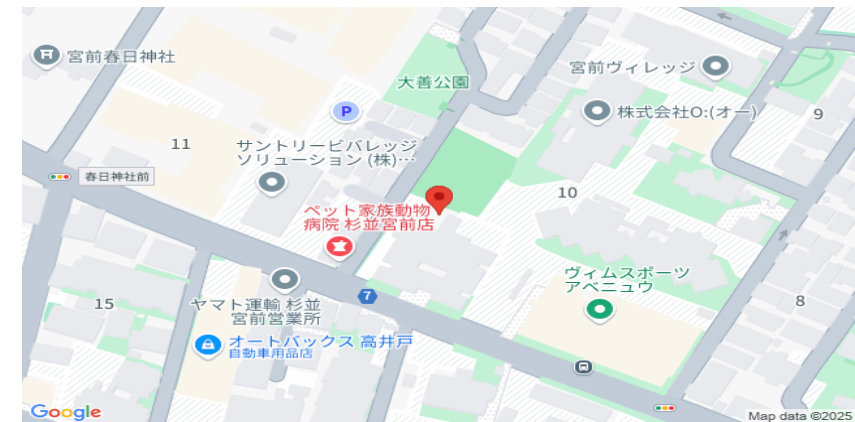 宮前春日神社
大善公園
宮前ヴィレッジ
P
株式会社O:(オー)
9
11
サントリービバレッジ
ソリューション (株)…
春日神社前
10
ペット家族動物
病院 杉並宮前店
ヴィムスポーツ
アベニュウ
7
15
ヤマト運輸 杉並
宮前営業所
8
オートバックス 高井戸
自動車用品店
Google
Map data ©2025